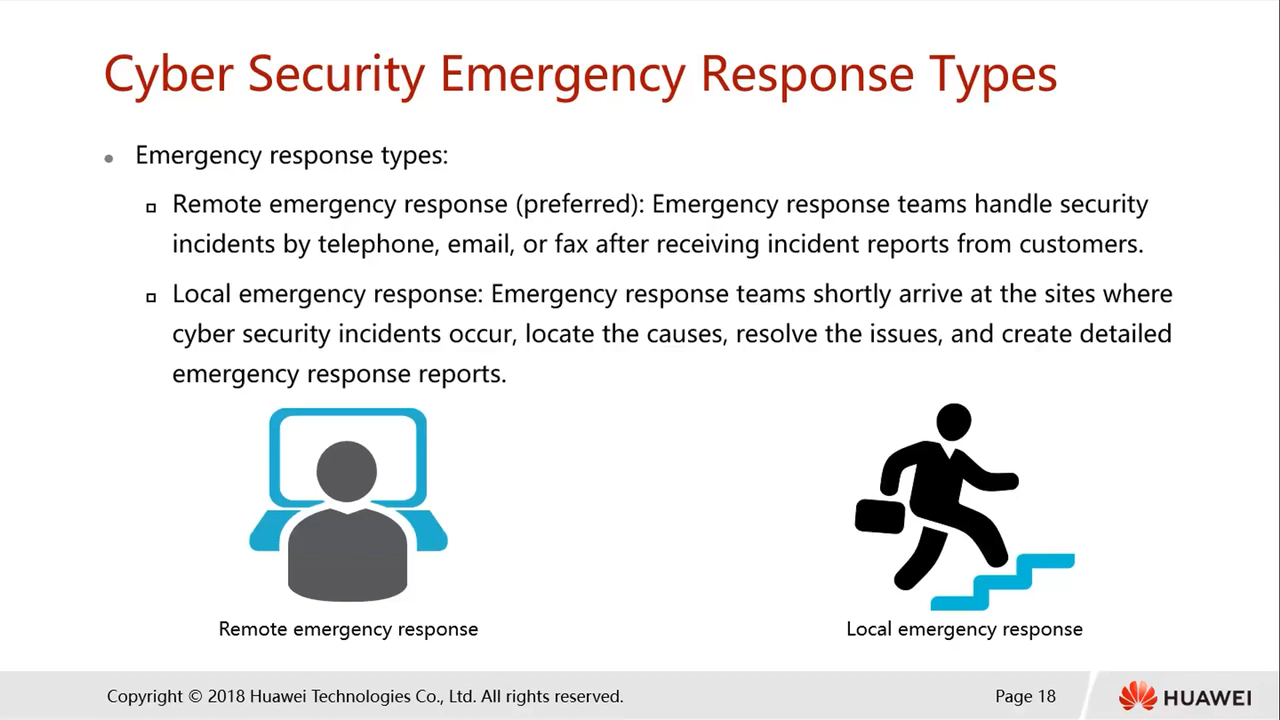 Cyber Security Emergency Response Types
Emergency response types:
Remote emergency response (preferred): Emergency response teams handle security
incidents by telephone, email, or fax after receiving incident reports from customers.
Local emergency response: Emergency response teams shortly arrive at the sites where
cyber security incidents occur, locate the causes, resolve the issues, and create detailed
emergency response reports.
Remote emergency response
Local emergency response
Copyright © 2018 Huawei Technologies Co., Ltd. All rights reserved.
Page 18
HUAWEI